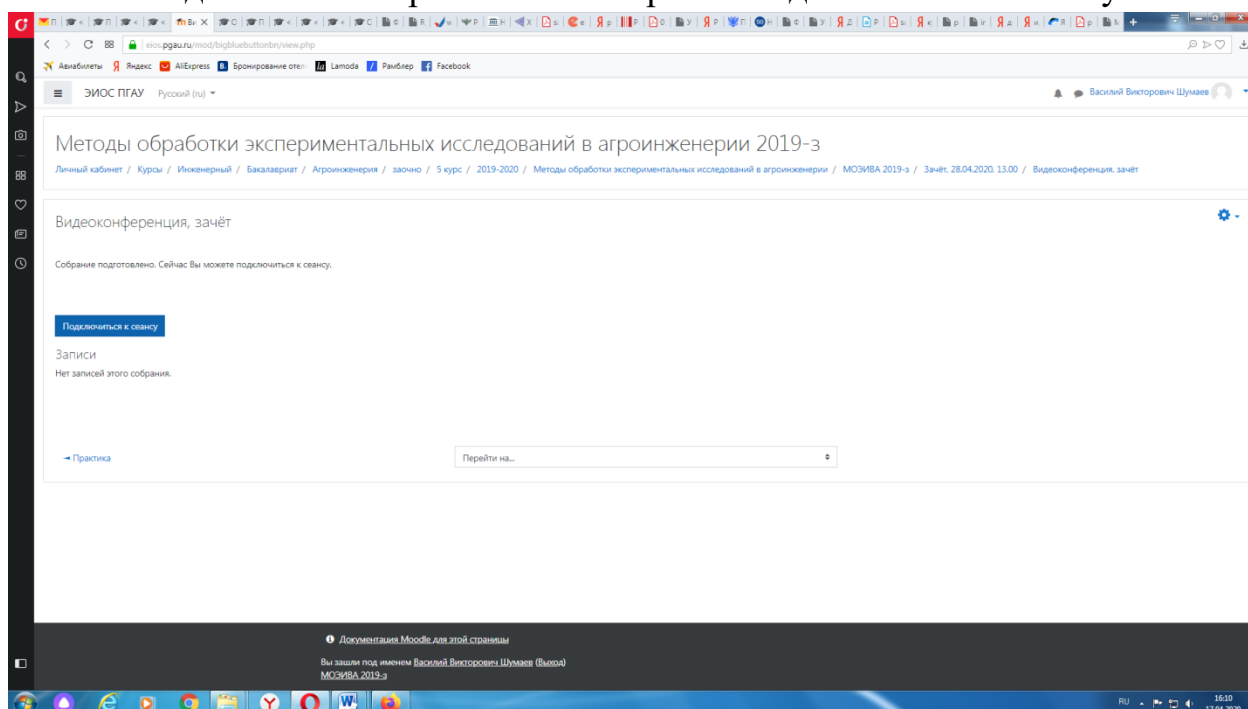 eios.pgau.ru/mod/bigbluebuttonbn/view.php
Авиабилеты Яндекс AliExpress Бронирование отел Lamoda Рамблер Facebook
ЭИОС ПГАУ Русский (ru) Василий Викторович Шумаев
Методы обработки экспериментальных исследований в агроинженерии 2019-з
Личный кабинет / Курсы / Инженерный / Бакалавриат / Агроинженерия / заочно / 5 курс / 2019-2020 / Методы обработки экспериментальных исследований в агроинженерии / МОЭИВА 2019-з / Зачёт. 28.04.2020. 13.00 / Видеоконференция, зачёт
Видеоконференция, зачёт
Собрание подготовлено. Сейчас Вы можете подключиться к сеансу.
Подключиться к сеансу
Записи
Нет записей этого собрания.
◄ Практика Перейти на...
Документация Moodle для этой страницы
Вы зашли под именем Василий Викторович Шумаев (Выход)
МОЭИВА 2019-з
RU 16:10
17.04.2020